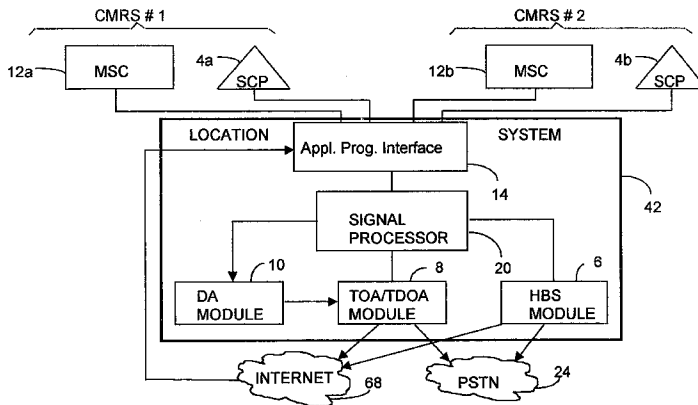 CMRS # 1
CMRS # 2
12a
MSC
4a
SCP
12b
MSC
4b
SCP
LOCATION
SYSTEM
Appl. Prog. Interface
14
42
SIGNAL
PROCESSOR
20
10
8
6
DA
MODULE
TOA/TDOA
MODULE
HBS
MODULE
INTERNET
68
PSTN
24